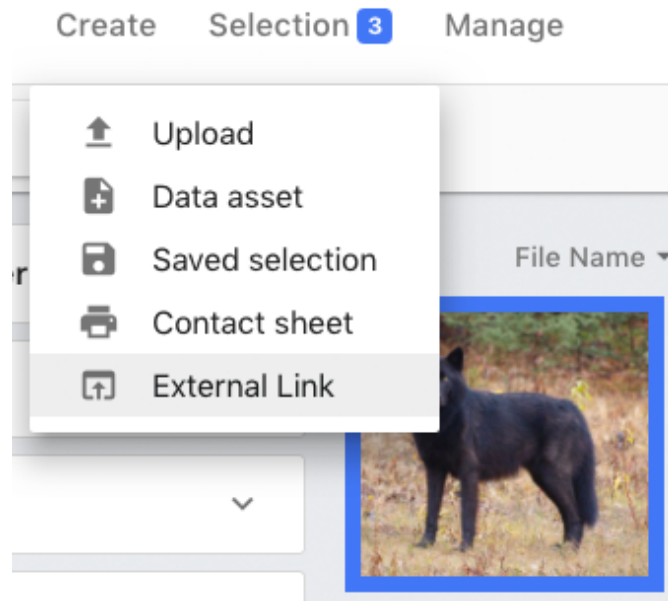 Create Selection 3 Manage
Upload
Data asset
Saved selection
Contact sheet
External Link
r
File Name